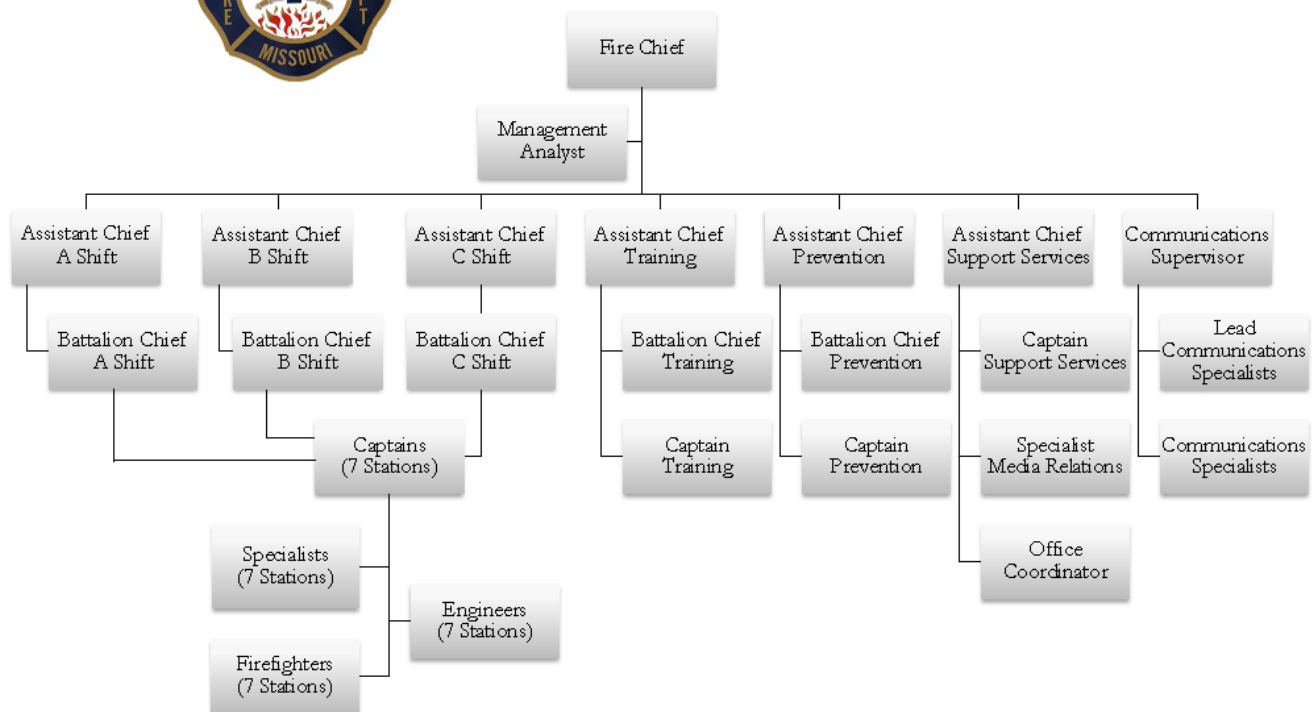 MISSOURI
Fire Chief
Management
Analyst
Assistant Chief
A Shift
Assistant Chief
B Shift
Assistant Chief
C Shift
Assistant Chief
Training
Assistant Chief
Prevention
Assistant Chief
Support Services
Communications
Supervisor
Battalion Chief
A Shift
Battalion Chief
B Shift
Battalion Chief
C Shift
Battalion Chief
Training
Battalion Chief
Prevention
Captain
Support Services
Lead
Communications
Specialists
Captains
(7 Stations)
Captain
Training
Captain
Prevention
Specialist
Media Relations
Communications
Specialists
Specialists
(7 Stations)
Office
Coordinator
Engineers
(7 Stations)
Firefighters
(7 Stations)